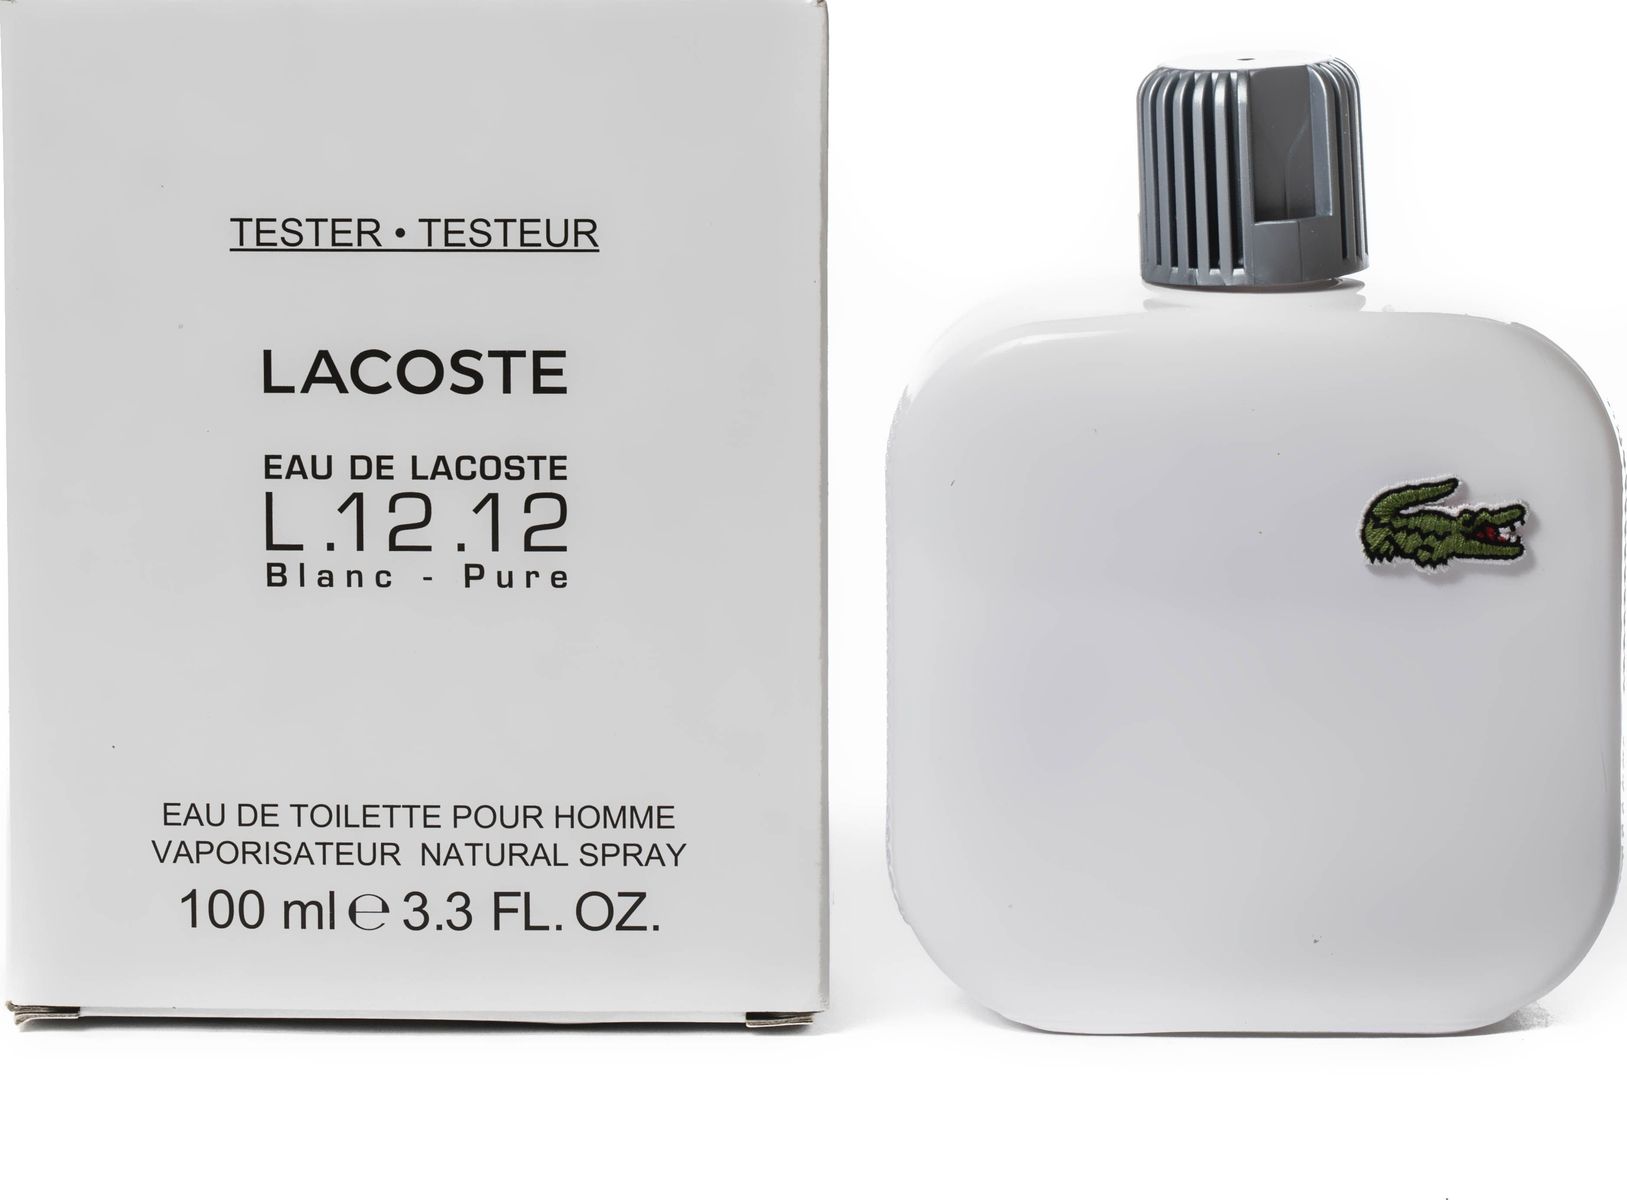 TESTER • TESTEUR
LACOSTE
EAU DE LACOSTE
L.12.12
Blanc - Pure
EAU DE TOILETTE POUR HOMME
VAPORISATEUR NATURAL SPRAY
100 ml ℮ 3.3 FL. OZ.